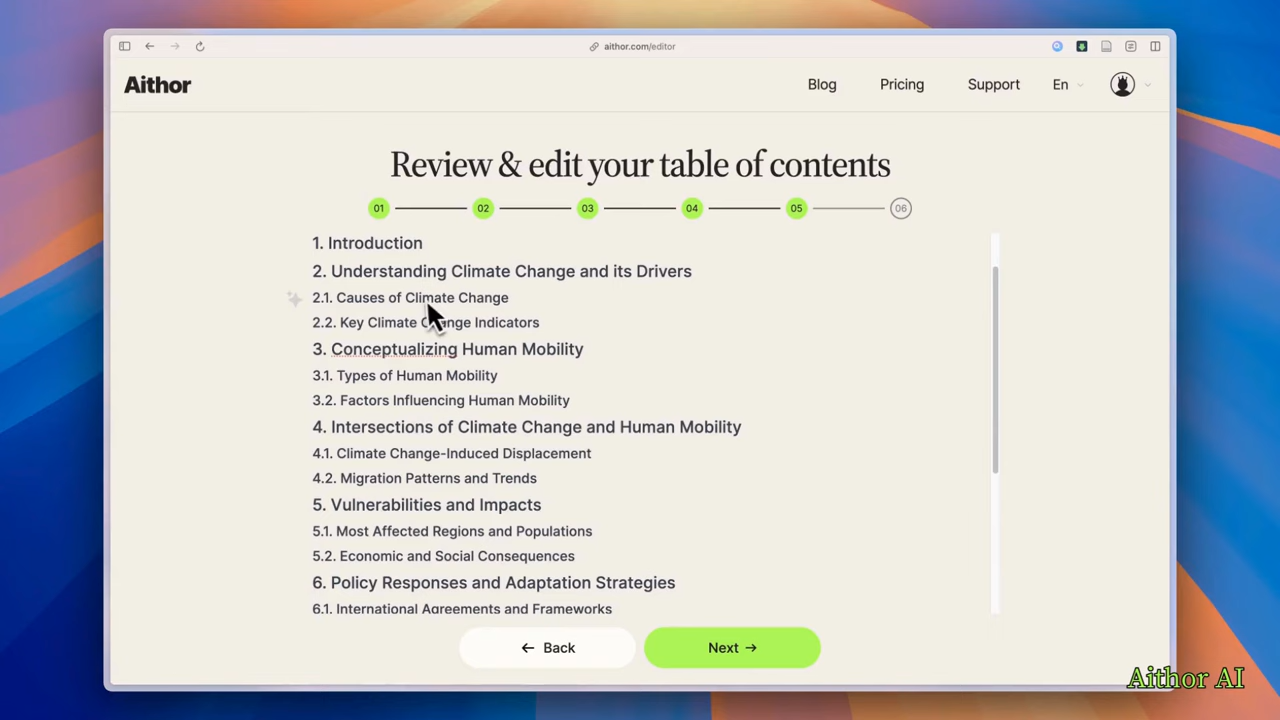 aithor.com/editor
Aithor
Blog
Pricing
Support
En
Review & edit your table of contents
01
02
03
04
05
06
1. Introduction
2. Understanding Climate Change and its Drivers
2.1. Causes of Climate Change
2.2. Key Climate Change Indicators
3. Conceptualizing Human Mobility
3.1. Types of Human Mobility
3.2. Factors Influencing Human Mobility
4. Intersections of Climate Change and Human Mobility
4.1. Climate Change-Induced Displacement
4.2. Migration Patterns and Trends
5. Vulnerabilities and Impacts
5.1. Most Affected Regions and Populations
5.2. Economic and Social Consequences
6. Policy Responses and Adaptation Strategies
6.1. International Agreements and Frameworks
← Back
Next →
Aithor AI